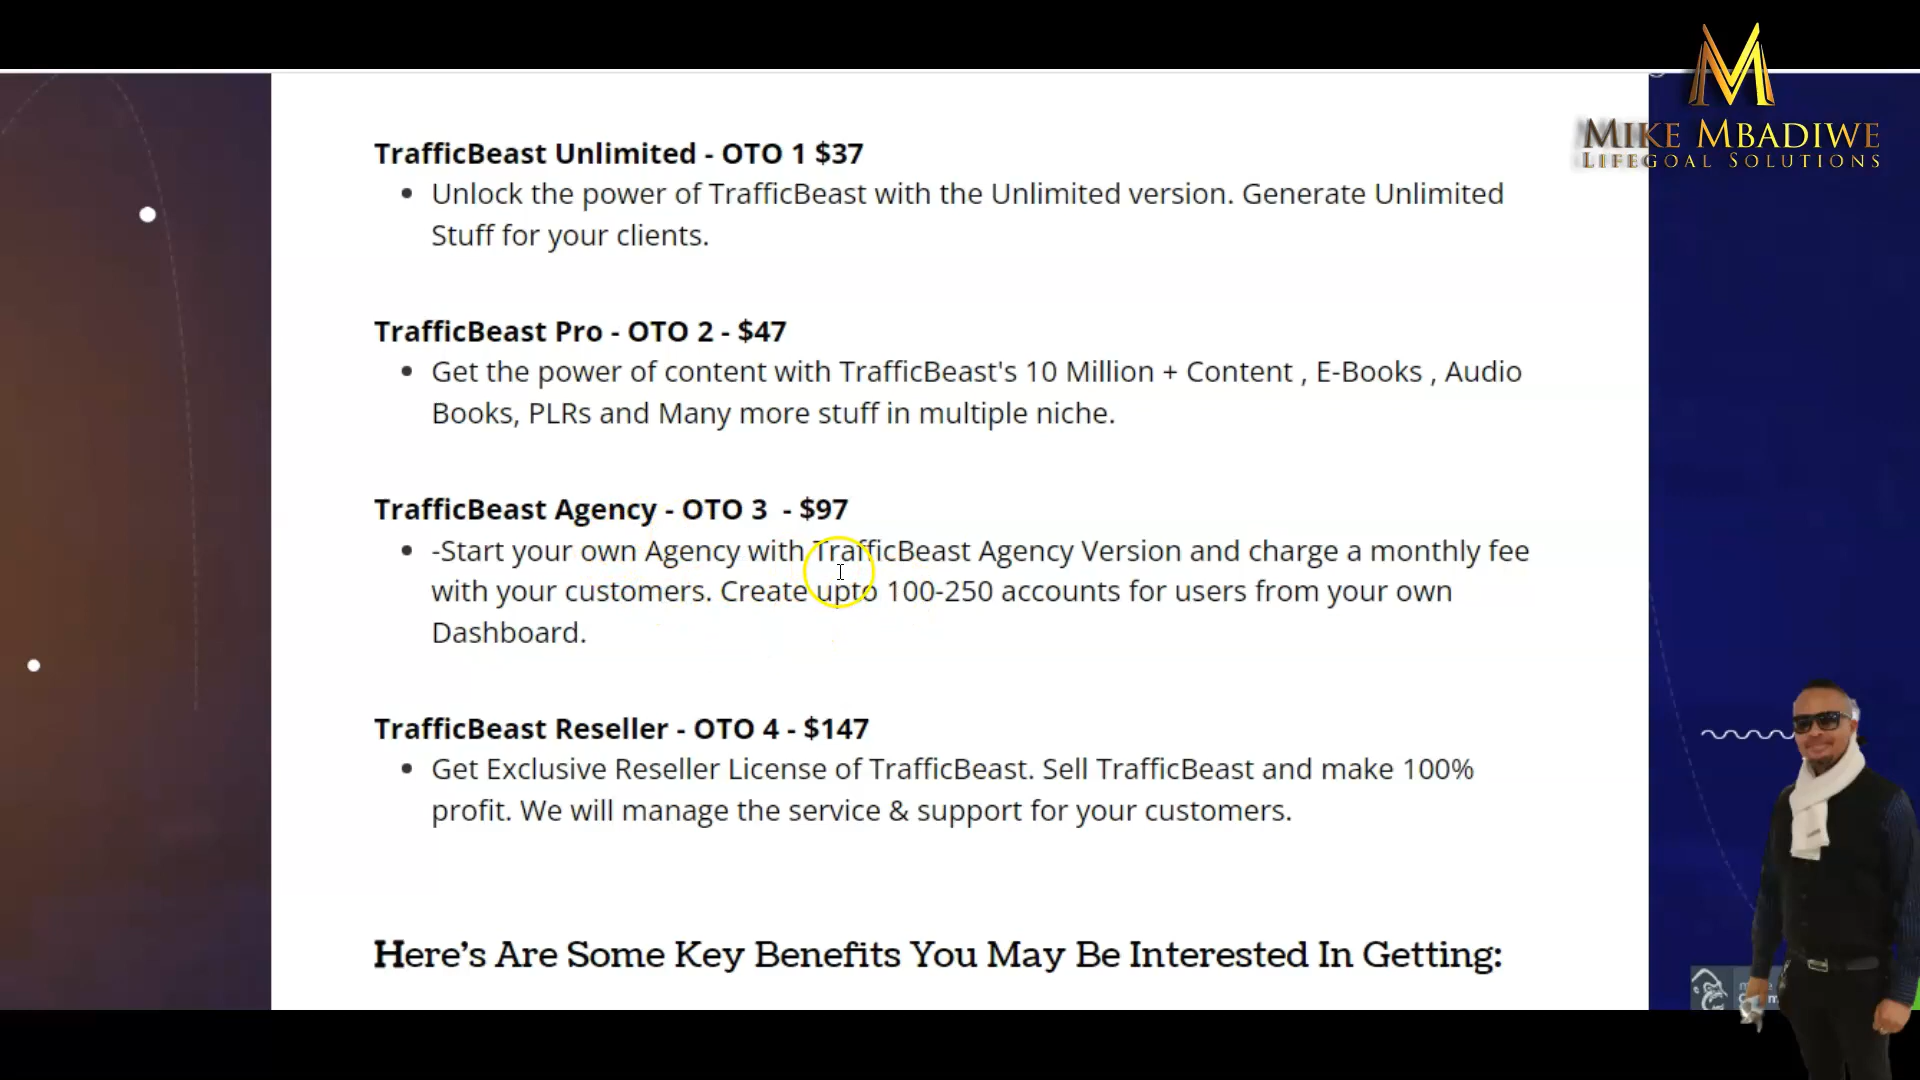 MIKE MBADIWE
LIFEGOAL SOLUTIONS
TrafficBeast Unlimited - OTO 1 $37
• Unlock the power of TrafficBeast with the Unlimited version. Generate Unlimited
Stuff for your clients.
TrafficBeast Pro - OTO 2 - $47
• Get the power of content with TrafficBeast's 10 Million + Content , E-Books , Audio
Books, PLRs and Many more stuff in multiple niche.
TrafficBeast Agency - OTO 3 - $97
• -Start your own Agency with TrafficBeast Agency Version and charge a monthly fee
with your customers. Create upto 100-250 accounts for users from your own
Dashboard.
TrafficBeast Reseller - OTO 4 - $147
• Get Exclusive Reseller License of TrafficBeast. Sell TrafficBeast and make 100%
profit. We will manage the service & support for your customers.
Here’s Are Some Key Benefits You May Be Interested In Getting: